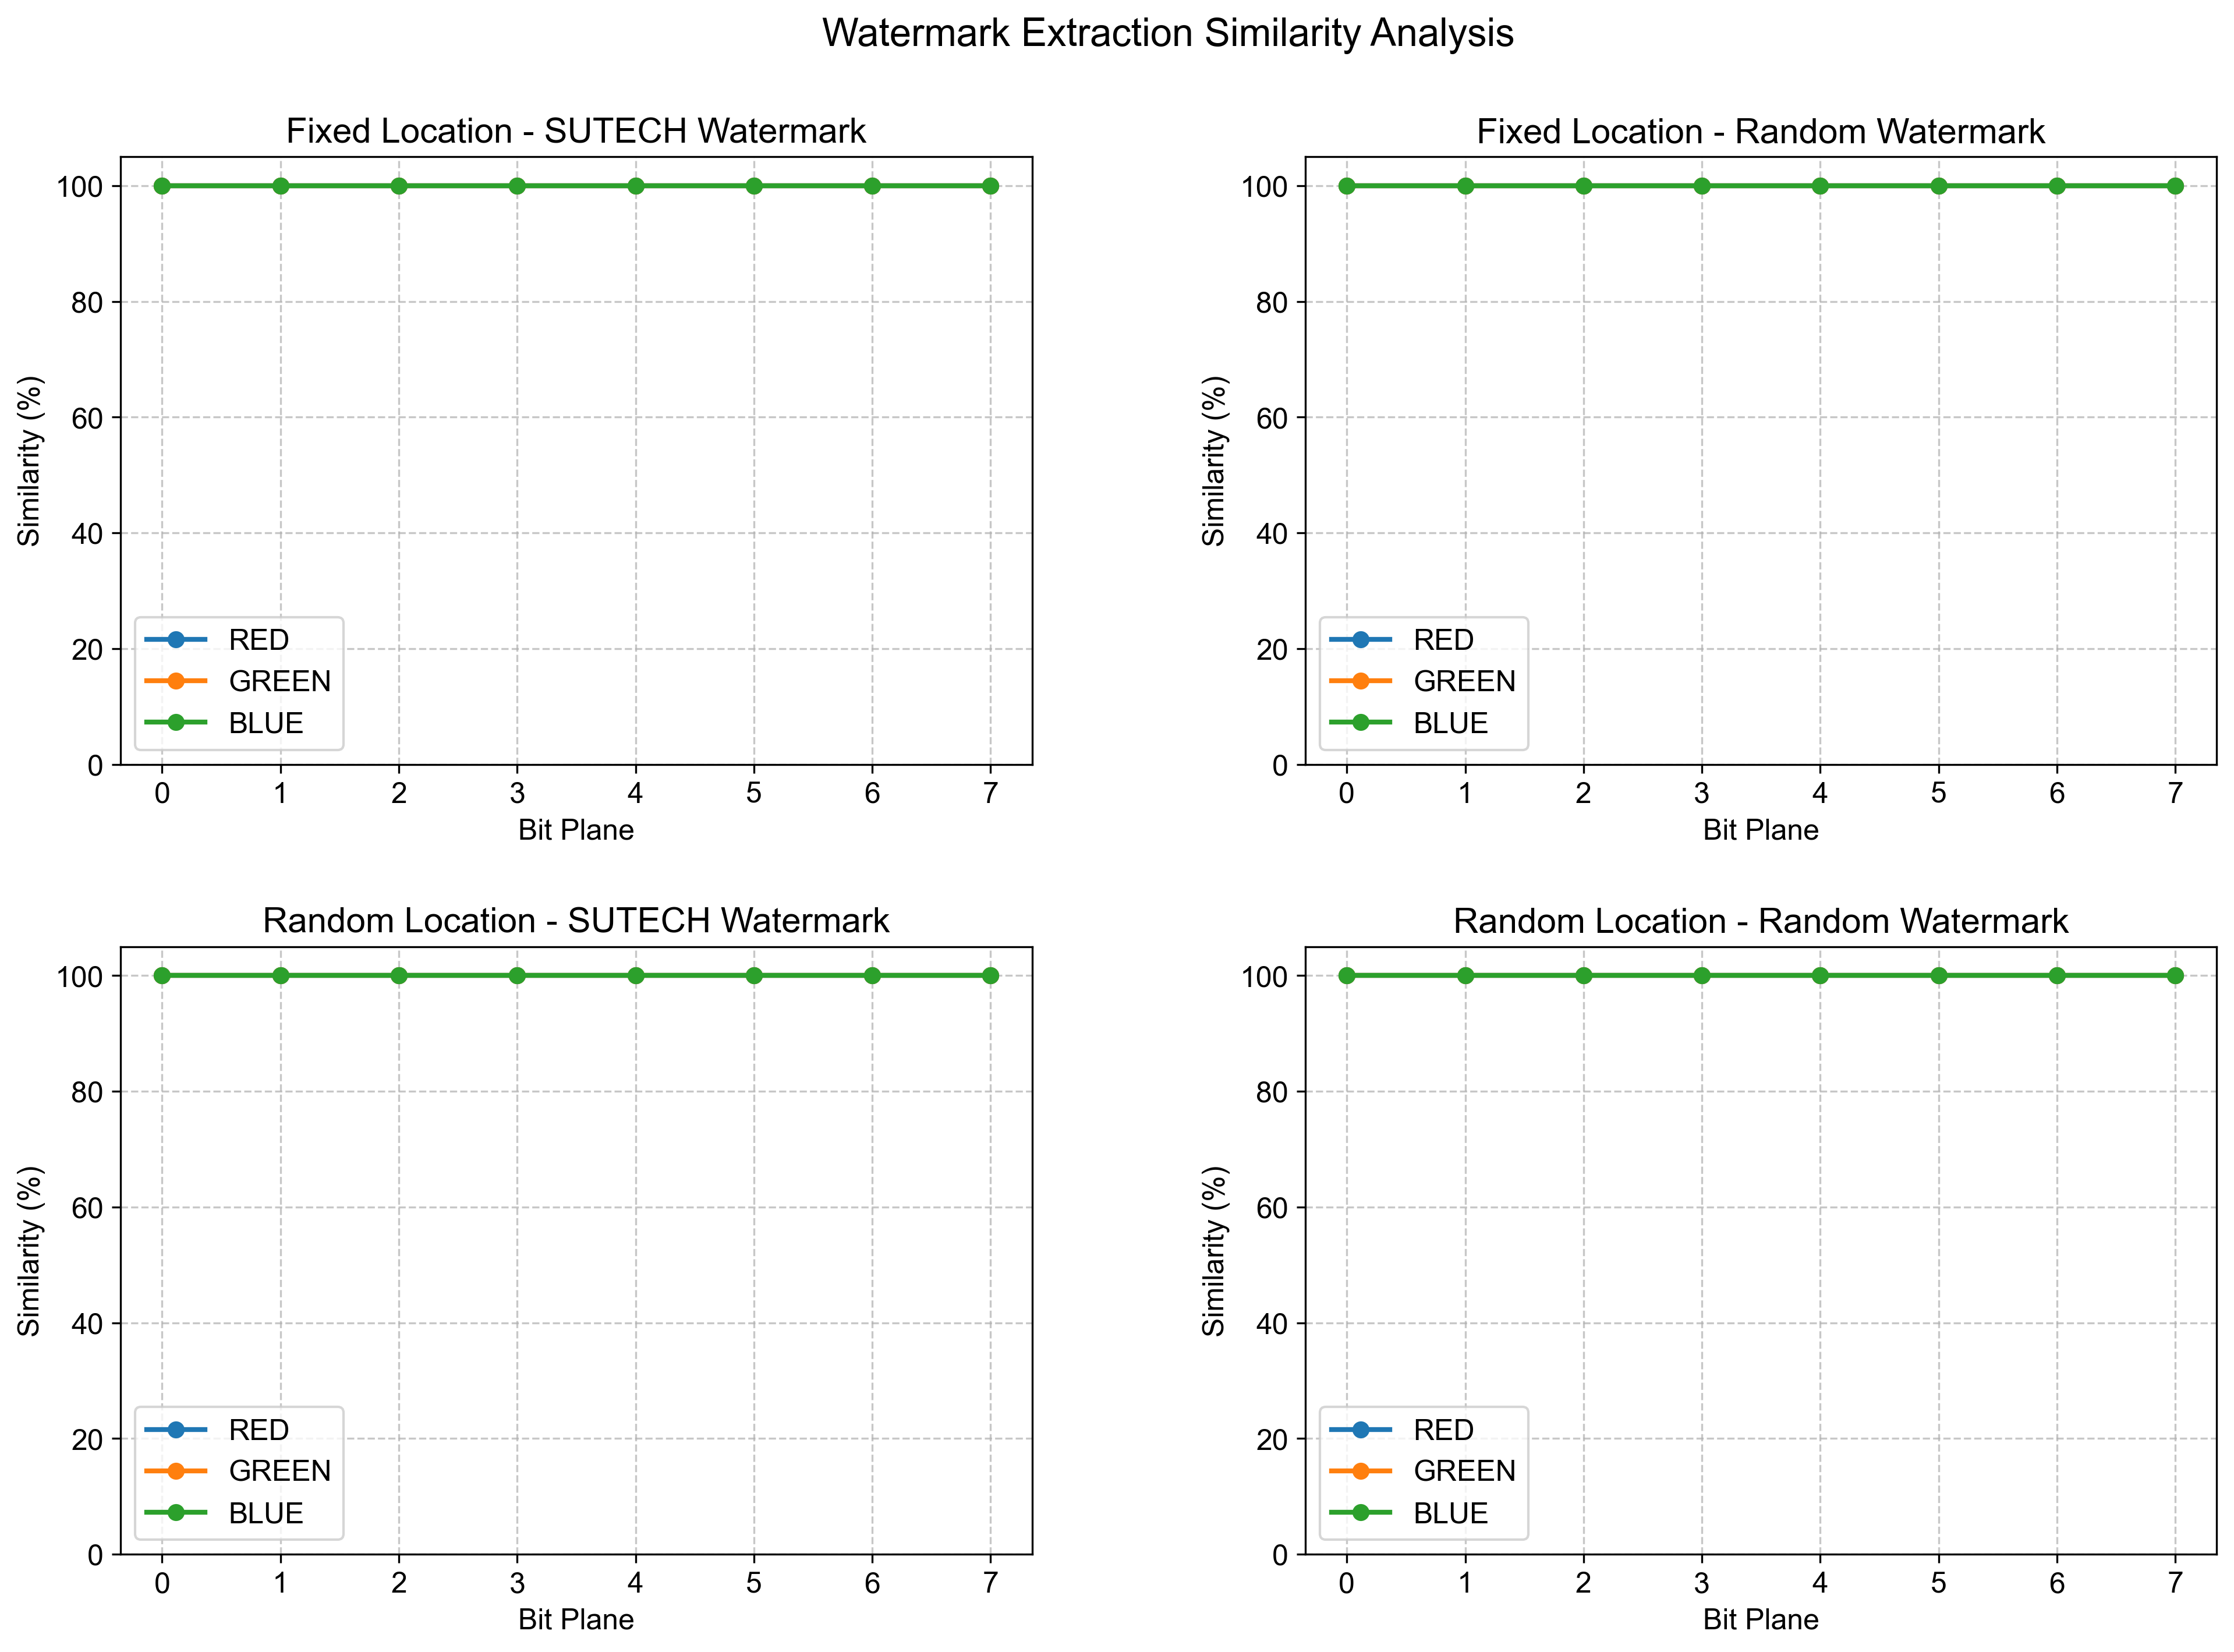 Watermark Extraction Similarity Analysis
Fixed Location - SUTECH Watermark
100
80
60
40
20
0
Similarity (%)
RED
GREEN
BLUE
0 1 2 3 4 5 6 7
Bit Plane
Fixed Location - Random Watermark
100
80
60
40
20
0
Similarity (%)
RED
GREEN
BLUE
0 1 2 3 4 5 6 7
Bit Plane
Random Location - SUTECH Watermark
100
80
60
40
20
0
Similarity (%)
RED
GREEN
BLUE
0 1 2 3 4 5 6 7
Bit Plane
Random Location - Random Watermark
100
80
60
40
20
0
Similarity (%)
RED
GREEN
BLUE
0 1 2 3 4 5 6 7
Bit Plane